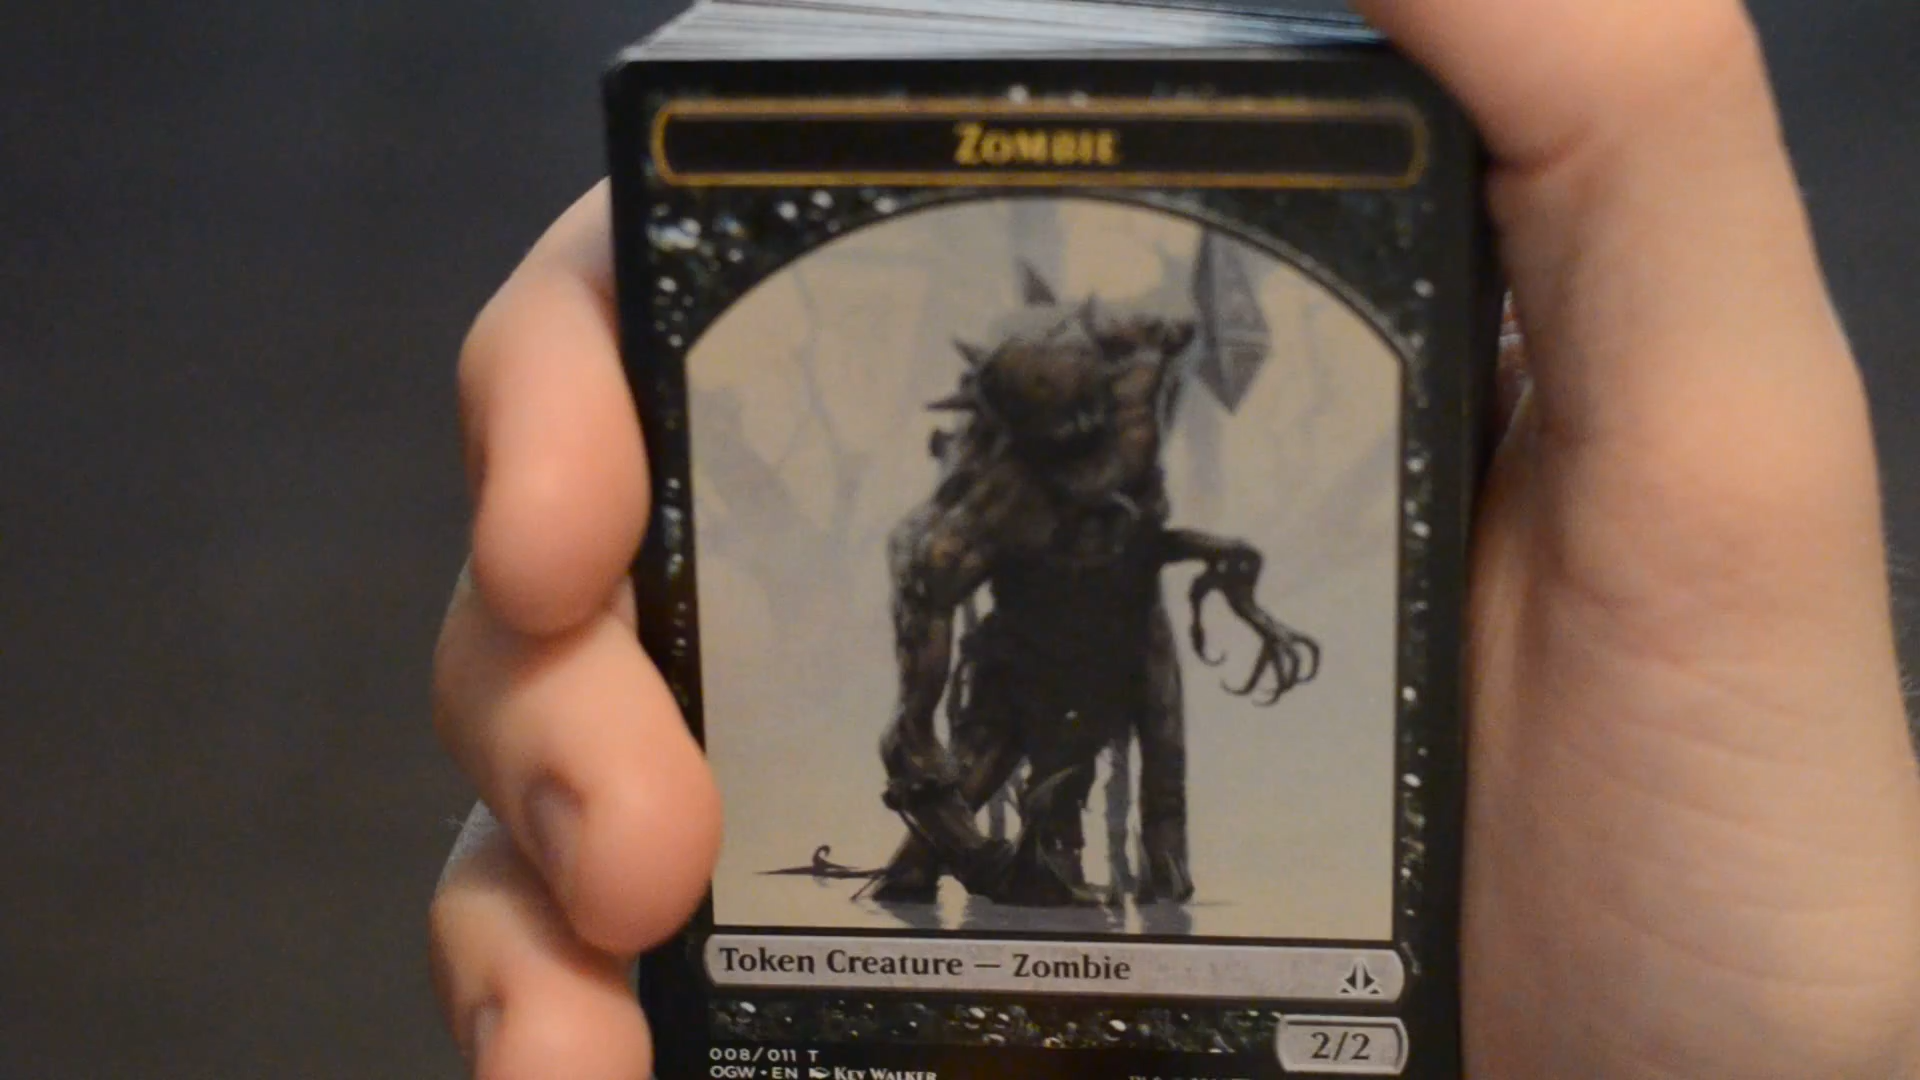 Zombie
Token Creature — Zombie
2/2
008/011 T
OGW • EN Kev Walker